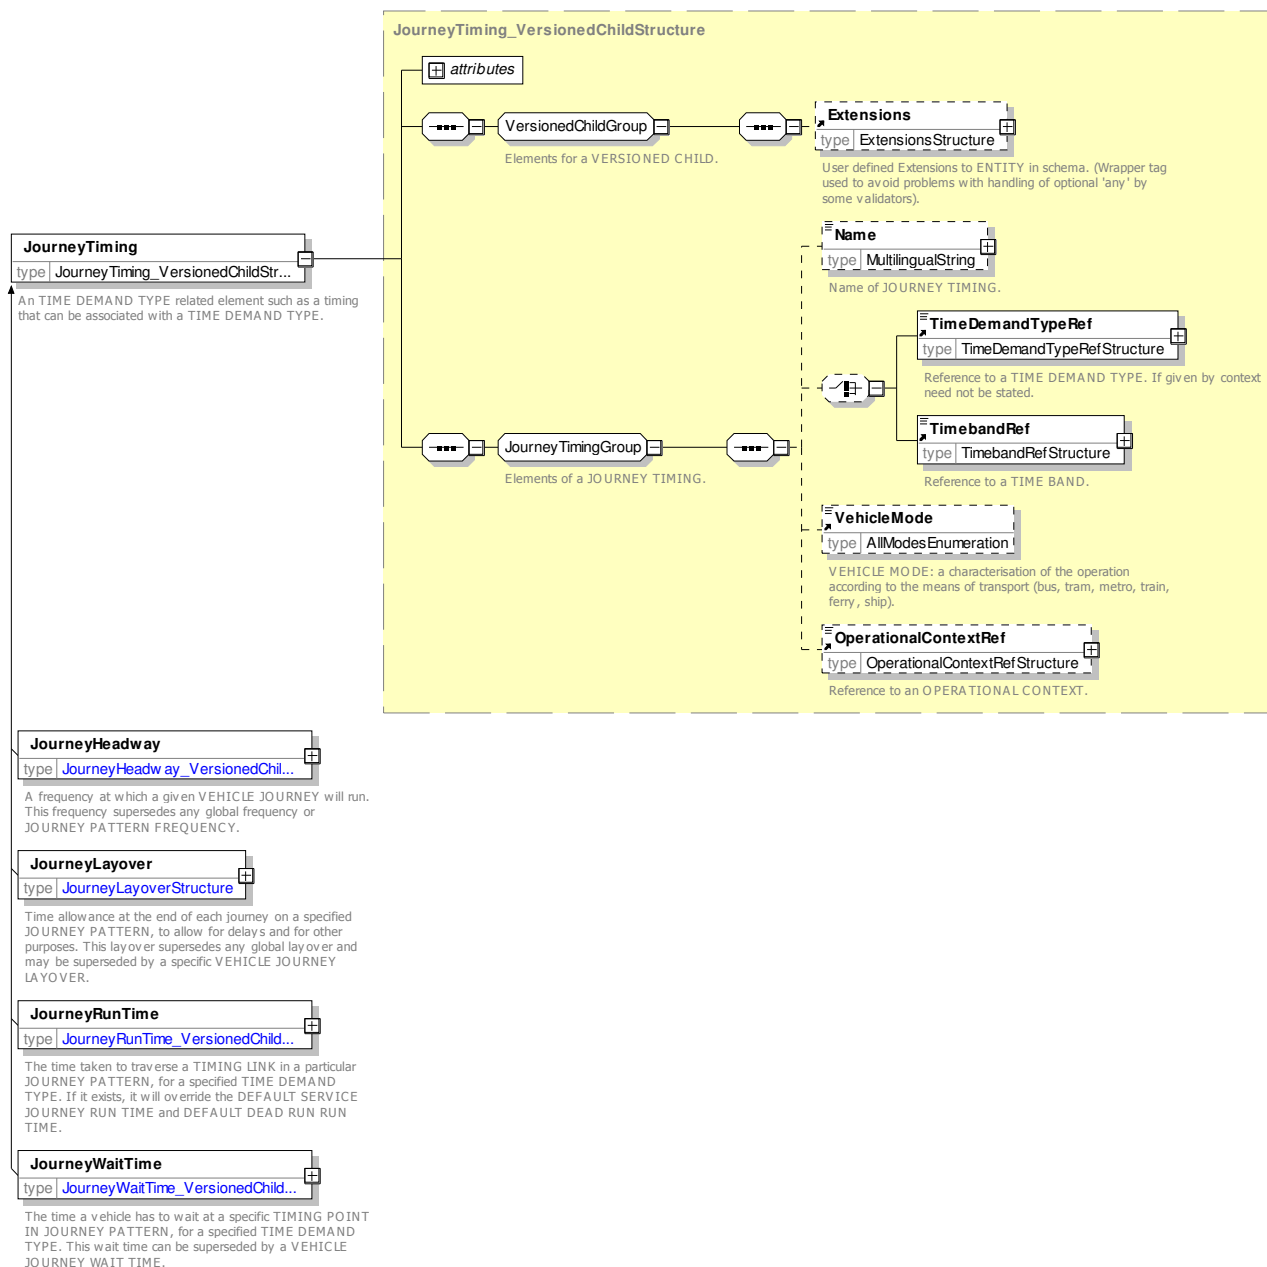 JourneyTiming_VersionedChildStructure
attributes
VersionedChildGroup
Elements for a VERSIONED CHILD.
Extensions
type ExtensionsStructure
User defined Extensions to ENTITY in schema. (Wrapper tag
used to avoid problems with handling of optional 'any' by
some validators).
JourneyTiming
type JourneyTiming_VersionedChildStr...
An TIME DEMAND TYPE related element such as a timing
that can be associated with a TIME DEMAND TYPE.
Name
type MultilingualString
Name of JOURNEY TIMING.
TimeDemandTypeRef
type TimeDemandTypeRefStructure
Reference to a TIME DEMAND TYPE. If given by context
need not be stated.
TimebandRef
type TimebandRefStructure
Reference to a TIME BAND.
JourneyTimingGroup
Elements of a JOURNEY TIMING.
VehicleMode
type AllModesEnumeration
VEHICLE MODE: a characterisation of the operation
according to the means of transport (bus, tram, metro, train,
ferry, ship).
OperationalContextRef
type OperationalContextRefStructure
Reference to an OPERATIONAL CONTEXT.
JourneyHeadway
type JourneyHeadway_VersionedChil...
A frequency at which a given VEHICLE JOURNEY will run.
This frequency supersedes any global frequency or
JOURNEY PATTERN FREQUENCY.
JourneyLayover
type JourneyLayoverStructure
Time allowance at the end of each journey on a specified
JOURNEY PATTERN, to allow for delays and for other
purposes. This layover supersedes any global layover and
may be superseded by a specific VEHICLE JOURNEY
LAYOVER.
JourneyRunTime
type JourneyRunTime_VersionedChild...
The time taken to traverse a TIMING LINK in a particular
JOURNEY PATTERN, for a specified TIME DEMAND
TYPE. If it exists, it will override the DEFAULT SERVICE
JOURNEY RUN TIME and DEFAULT DEAD RUN RUN
TIME.
JourneyWaitTime
type JourneyWaitTime_VersionedChild...
The time a vehicle has to wait at a specific TIMING POINT
IN JOURNEY PATTERN, for a specified TIME DEMAND
TYPE. This wait time can be superseded by a VEHICLE
JOURNEY WAIT TIME.